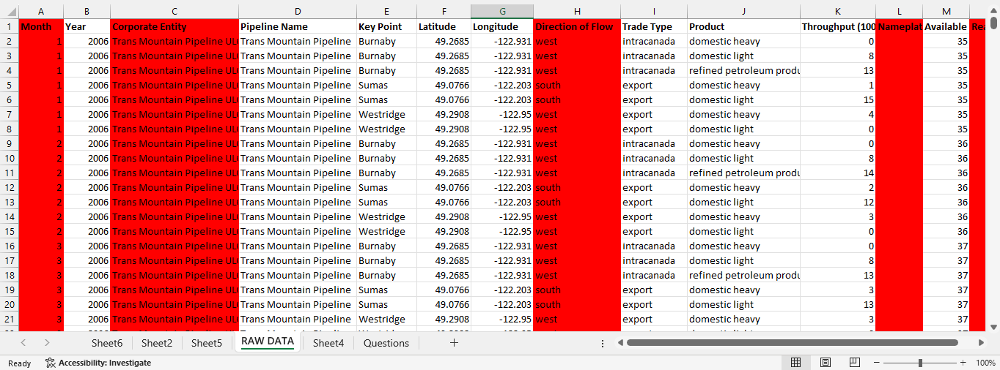 A B C D E F G H I J K L M
1 Month Year Corporate Entity Pipeline Name Key Point Latitude Longitude Direction of Flow Trade Type Product Throughput (100 Nameplat Available Rea
2 1 2006 Trans Mountain Pipeline UL Trans Mountain Pipeline Burnaby 49.2685 -122.931 west intracanada domestic heavy 0 35
3 1 2006 Trans Mountain Pipeline UL Trans Mountain Pipeline Burnaby 49.2685 -122.931 west intracanada domestic light 8 35
4 1 2006 Trans Mountain Pipeline UL Trans Mountain Pipeline Burnaby 49.2685 -122.931 west intracanada refined petroleum produ 13 35
5 1 2006 Trans Mountain Pipeline UL Trans Mountain Pipeline Sumas 49.0766 -122.203 south export domestic heavy 1 35
6 1 2006 Trans Mountain Pipeline UL Trans Mountain Pipeline Sumas 49.0766 -122.203 south export domestic light 15 35
7 1 2006 Trans Mountain Pipeline UL Trans Mountain Pipeline Westridge 49.2908 -122.95 west export domestic heavy 4 35
8 1 2006 Trans Mountain Pipeline UL Trans Mountain Pipeline Westridge 49.2908 -122.95 west export domestic light 0 35
9 2 2006 Trans Mountain Pipeline UL Trans Mountain Pipeline Burnaby 49.2685 -122.931 west intracanada domestic heavy 0 36
10 2 2006 Trans Mountain Pipeline UL Trans Mountain Pipeline Burnaby 49.2685 -122.931 west intracanada domestic light 8 36
11 2 2006 Trans Mountain Pipeline UL Trans Mountain Pipeline Burnaby 49.2685 -122.931 west intracanada refined petroleum produ 14 36
12 2 2006 Trans Mountain Pipeline UL Trans Mountain Pipeline Sumas 49.0766 -122.203 south export domestic heavy 2 36
13 2 2006 Trans Mountain Pipeline UL Trans Mountain Pipeline Sumas 49.0766 -122.203 south export domestic light 12 36
14 2 2006 Trans Mountain Pipeline UL Trans Mountain Pipeline Westridge 49.2908 -122.95 west export domestic heavy 3 36
15 2 2006 Trans Mountain Pipeline UL Trans Mountain Pipeline Westridge 49.2908 -122.95 west export domestic light 0 36
16 3 2006 Trans Mountain Pipeline UL Trans Mountain Pipeline Burnaby 49.2685 -122.931 west intracanada domestic heavy 0 37
17 3 2006 Trans Mountain Pipeline UL Trans Mountain Pipeline Burnaby 49.2685 -122.931 west intracanada domestic light 8 37
18 3 2006 Trans Mountain Pipeline UL Trans Mountain Pipeline Burnaby 49.2685 -122.931 west intracanada refined petroleum produ 13 37
19 3 2006 Trans Mountain Pipeline UL Trans Mountain Pipeline Sumas 49.0766 -122.203 south export domestic heavy 3 37
20 3 2006 Trans Mountain Pipeline UL Trans Mountain Pipeline Sumas 49.0766 -122.203 south export domestic light 13 37
21 3 2006 Trans Mountain Pipeline UL Trans Mountain Pipeline Westridge 49.2908 -122.95 west export domestic heavy 3 37
Sheet6 Sheet2 Sheet5 RAW DATA Sheet4 Questions
Ready Accessibility: Investigate 100%